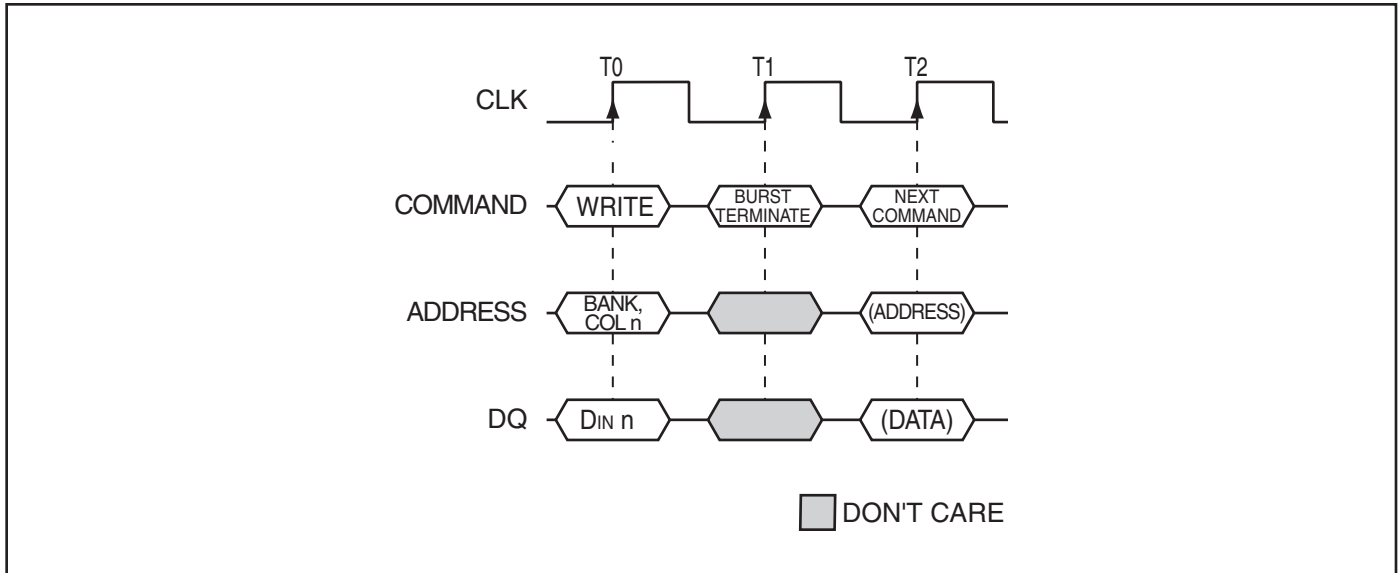 T0 T1 T2
CLK
COMMAND WRITE BURST TERMINATE NEXT COMMAND
ADDRESS BANK, COL n (ADDRESS)
DQ DIN n (DATA)
DON'T CARE